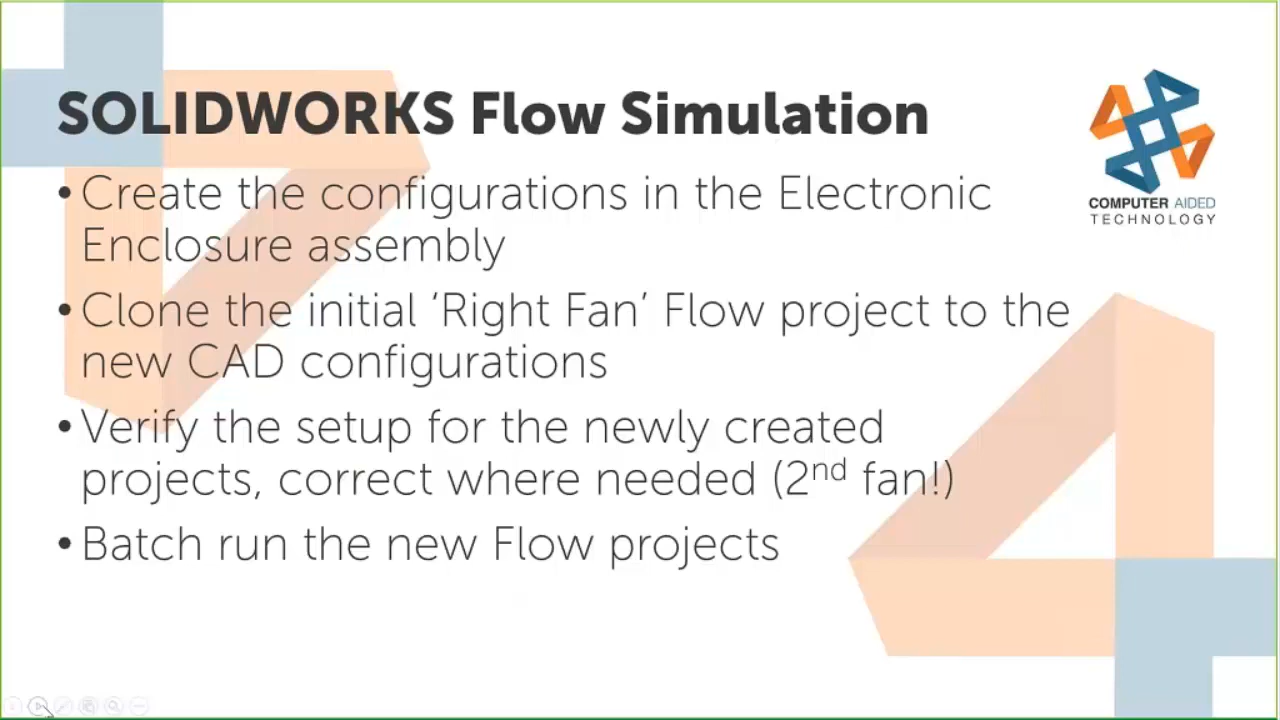 SOLIDWORKS Flow Simulation
• Create the configurations in the Electronic
Enclosure assembly
• Clone the initial ‘Right Fan’ Flow project to the
new CAD configurations
• Verify the setup for the newly created
projects, correct where needed (2nd fan!)
• Batch run the new Flow projects
COMPUTER AIDED
TECHNOLOGY